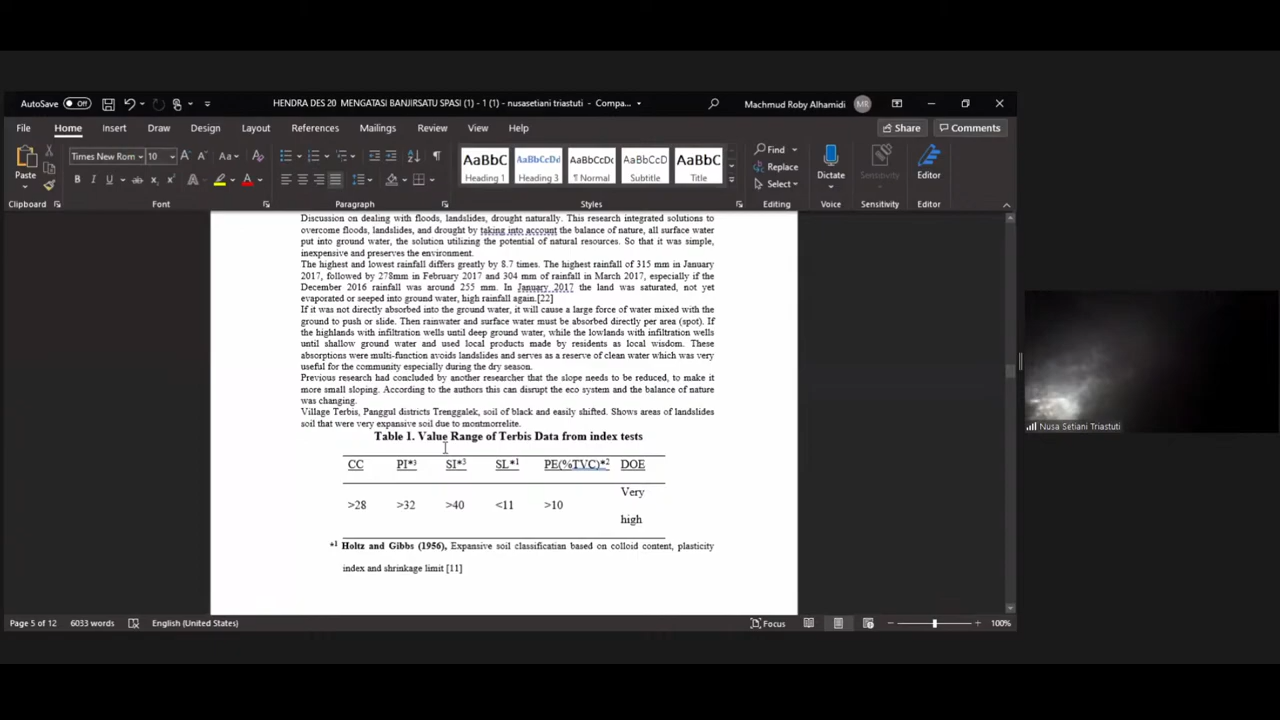 AutoSave Off HENDRA DES 20 MENGATASI BANJIRSATU SPASI (1) - 1 (1) - nusasetiani triastuti - Compa... Machmud Roby Alhamidi MR
File Home Insert Draw Design Layout References Mailings Review View Help Share Comments
Paste Times New Rom 10 Aa AaBbC AaBbCcDd AaBbCcDd AaBbCcD AaBbC Find Replace Select Dictate Sensitivity Editor
Heading 1 Heading 3 ¶ Normal Subtitle Title
Clipboard Font Paragraph Styles Editing Voice Sensitivity Editor
Discussion on dealing with floods, landslides, drought naturally. This research integrated solutions to
overcome floods, landslides, and drought by taking into account the balance of nature, all surface water
put into ground water, the solution utilizing the potential of natural resources. So that it was simple,
inexpensive and preserves the environment.
The highest and lowest rainfall differs greatly by 8.7 times. The highest rainfall of 315 mm in January
2017, followed by 278mm in February 2017 and 304 mm of rainfall in March 2017, especially if the
December 2016 rainfall was around 255 mm. In January 2017 the land was saturated, not yet
evaporated or seeped into ground water, high rainfall again.[22]
If it was not directly absorbed into the ground water, it will cause a large force of water mixed with the
ground to push or slide. Then rainwater and surface water must be absorbed directly per area (spot). If
the highlands with infiltration wells until deep ground water, while the lowlands with infiltration wells
until shallow ground water and used local products made by residents as local wisdom. These
absorptions were multi-function avoids landslides and serves as a reserve of clean water which was very
useful for the community especially during the dry season.
Previous research had concluded by another researcher that the slope needs to be reduced, to make it
more small sloping. According to the authors this can disrupt the eco system and the balance of nature
was changing.
Village Terbis, Panggul districts Trenggalek, soil of black and easily shifted. Shows areas of landslides
soil that were very expansive soil due to montmorrelite.
Table 1. Value Range of Terbis Data from index tests
CC PI*³ SI*³ SL*¹ PE(%TVC)*² DOE
>28 >32 >40 <11 >10 Very
high
*¹ Holtz and Gibbs (1956), Expansive soil classificatian based on colloid content, plasticity
index and shrinkage limit [11]
Nusa Setiani Triastuti
Page 5 of 12 6033 words English (United States) Focus 100%